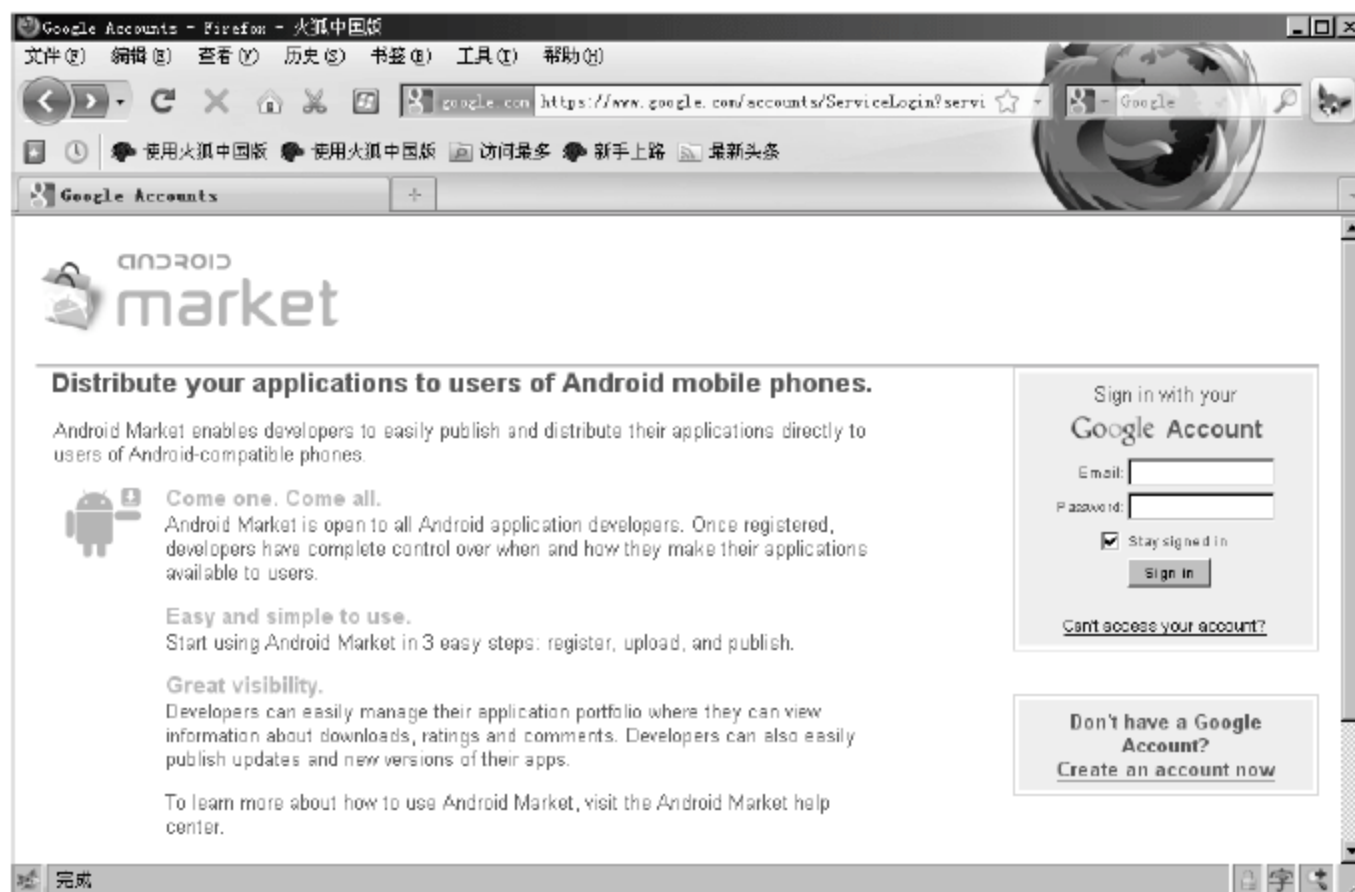 Google Accounts - Firefox - 火狐中国版
文件(F) 编辑(E) 查看(V) 历史(S) 书签(B) 工具(T) 帮助(H)
google.com https://www.google.com/accounts/ServiceLogin?servi Google
使用火狐中国版 使用火狐中国版 访问最多 新手上路 最新头条
Google Accounts
ANDROID
market
Distribute your applications to users of Android mobile phones.
Android Market enables developers to easily publish and distribute their applications directly to
users of Android-compatible phones.
Come one. Come all.
Android Market is open to all Android application developers. Once registered,
developers have complete control over when and how they make their applications
available to users.
Easy and simple to use.
Start using Android Market in 3 easy steps: register, upload, and publish.
Great visibility.
Developers can easily manage their application portfolio where they can view
information about downloads, ratings and comments. Developers can also easily
publish updates and new versions of their apps.
To learn more about how to use Android Market, visit the Android Market help
center.
Sign in with your
Google Account
Email:
Password:
Stay signed in
Sign in
Can't access your account?
Don't have a Google
Account?
Create an account now
完成
字